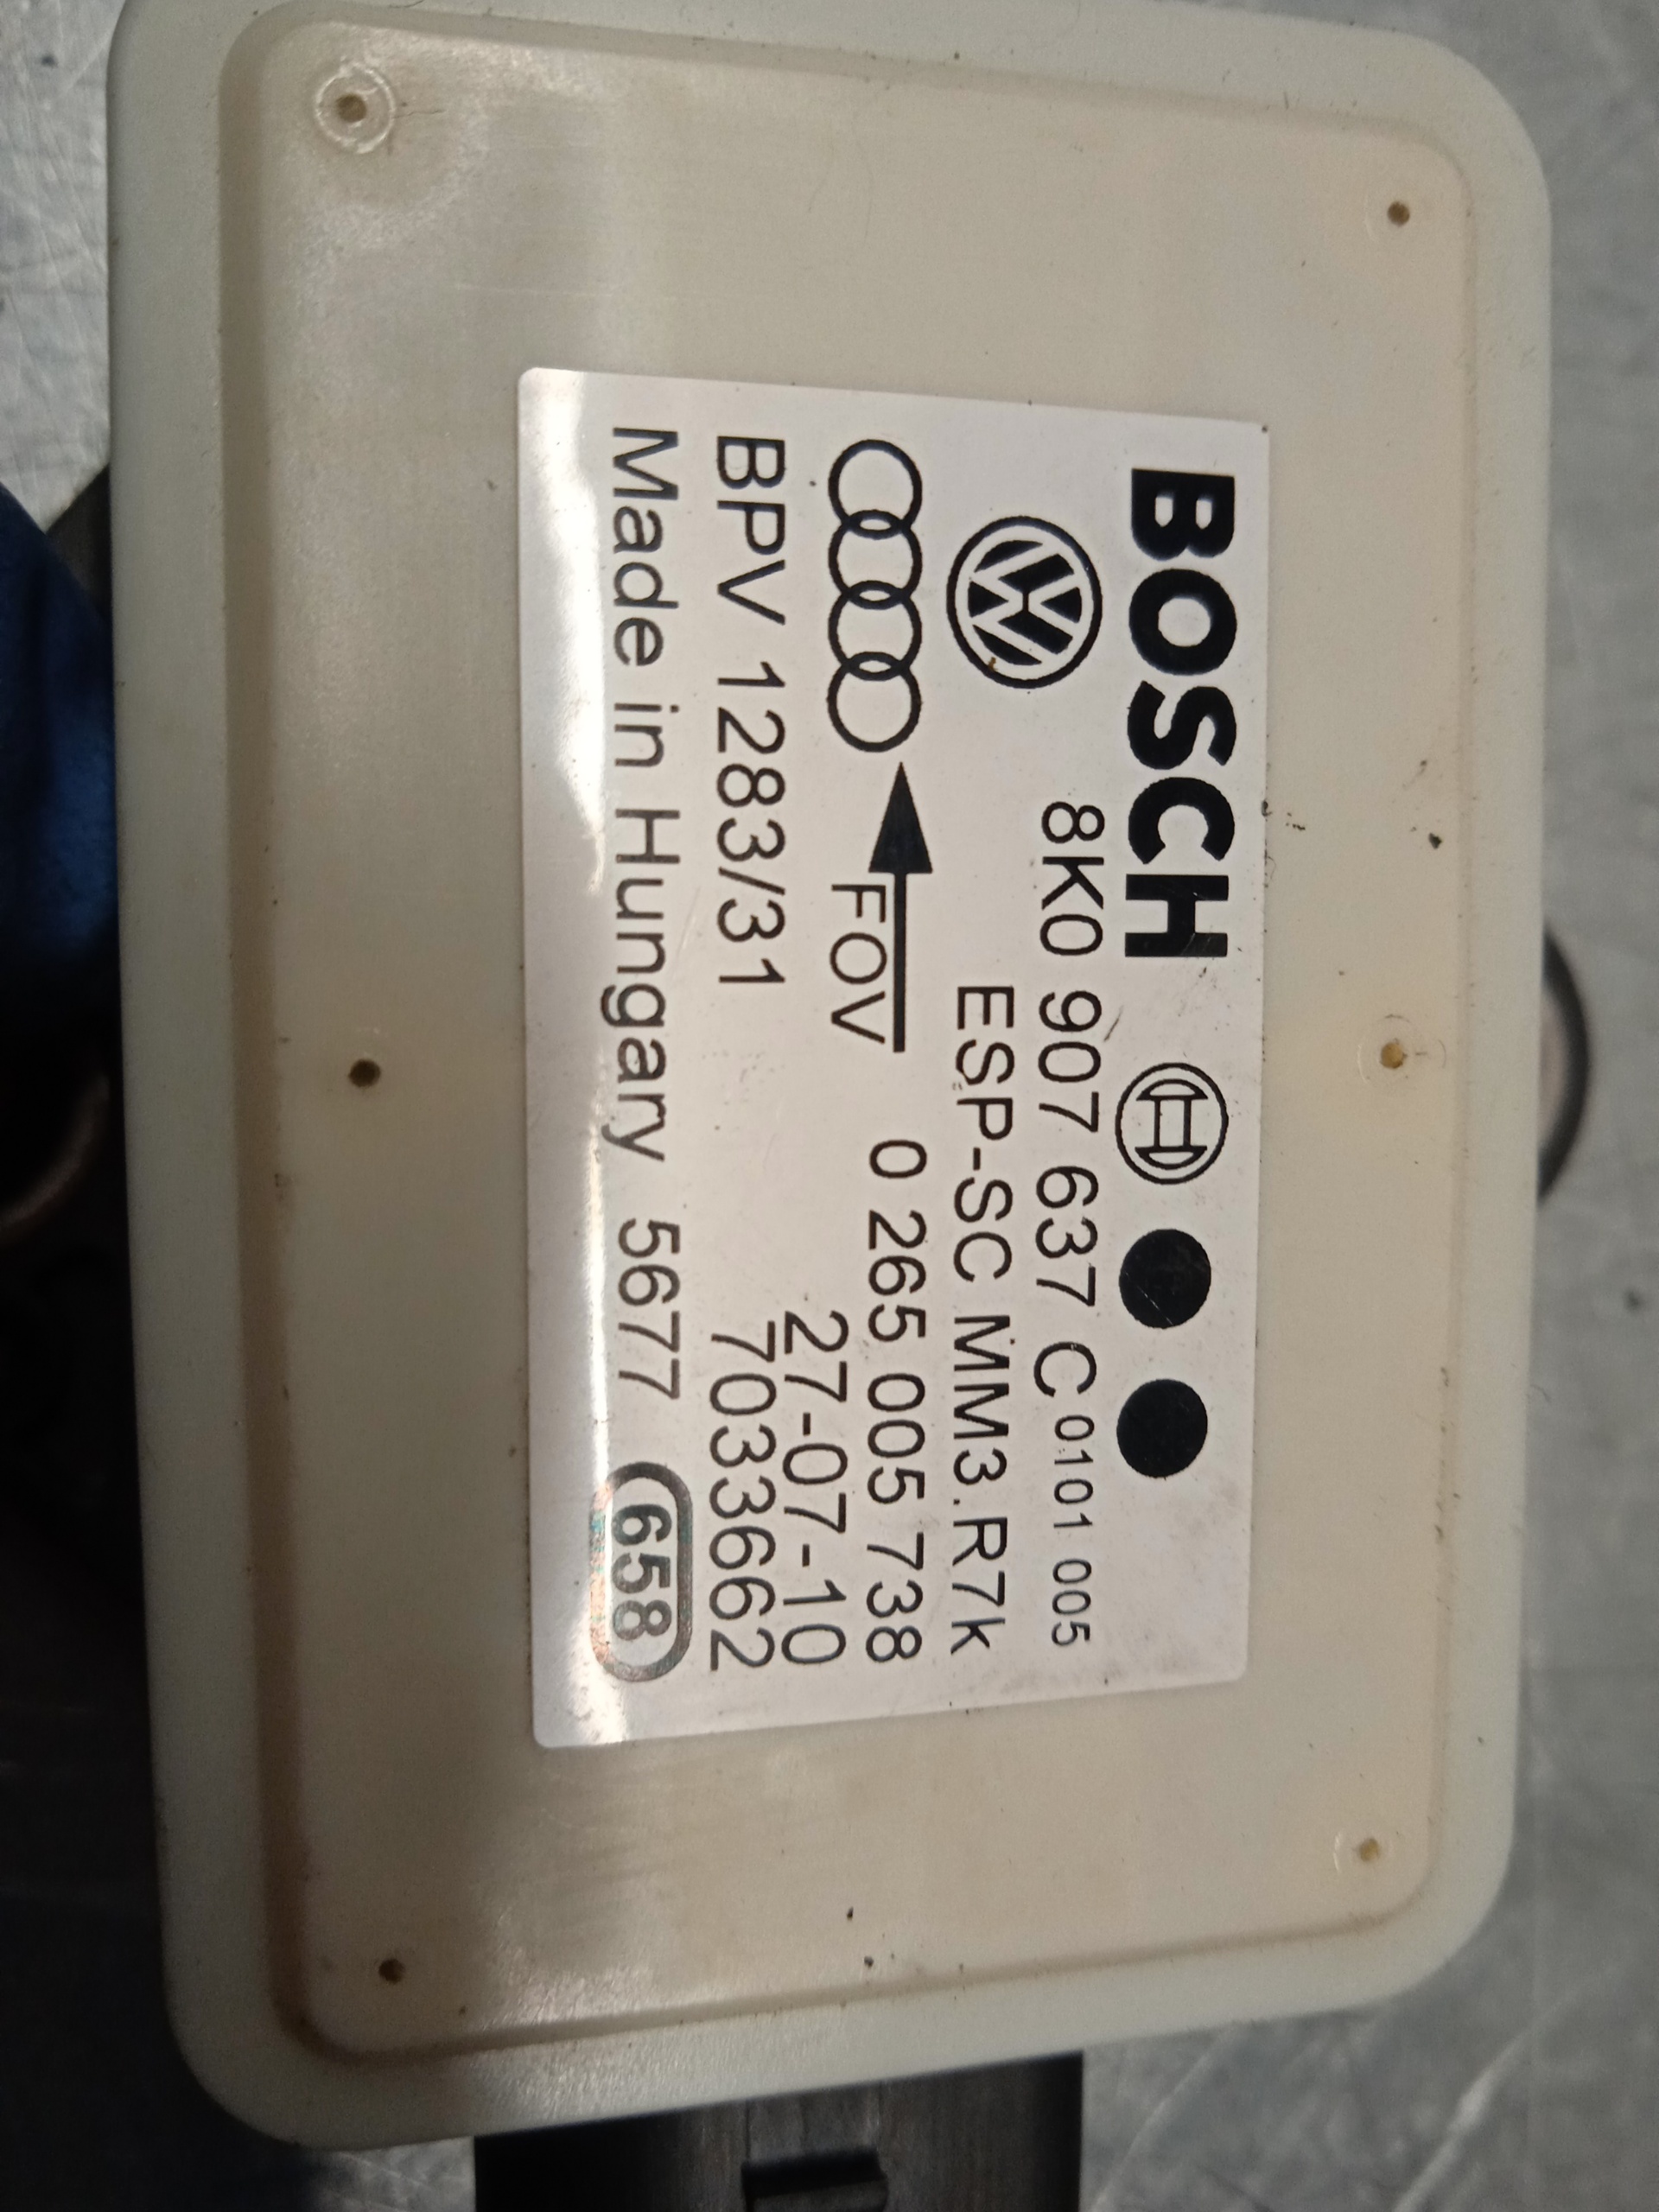 BOSCH
8K0 907 637 C 0101 005
ESP-SC MM3.R7k
0 265 005 738
FOV
27-07-10
BPV 1283/31 7033662
Made in Hungary 5677 658